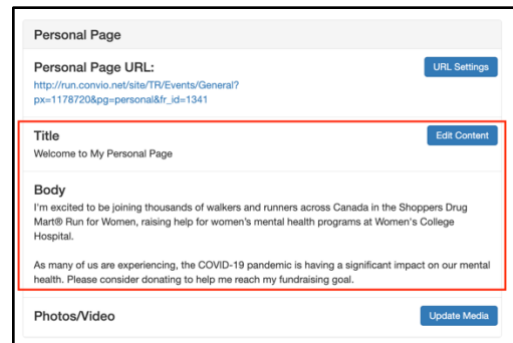 Personal Page
Personal Page URL:
URL Settings
http://run.convio.net/site/TR/Events/General?
px=1178720&pg=personal&fr_id=1341
Title
Edit Content
Welcome to My Personal Page
Body
I'm excited to be joining thousands of walkers and runners across Canada in the Shoppers Drug
Mart® Run for Women, raising help for women's mental health programs at Women's College
Hospital.
As many of us are experiencing, the COVID-19 pandemic is having a significant impact on our mental
health. Please consider donating to help me reach my fundraising goal.
Photos/Video
Update Media